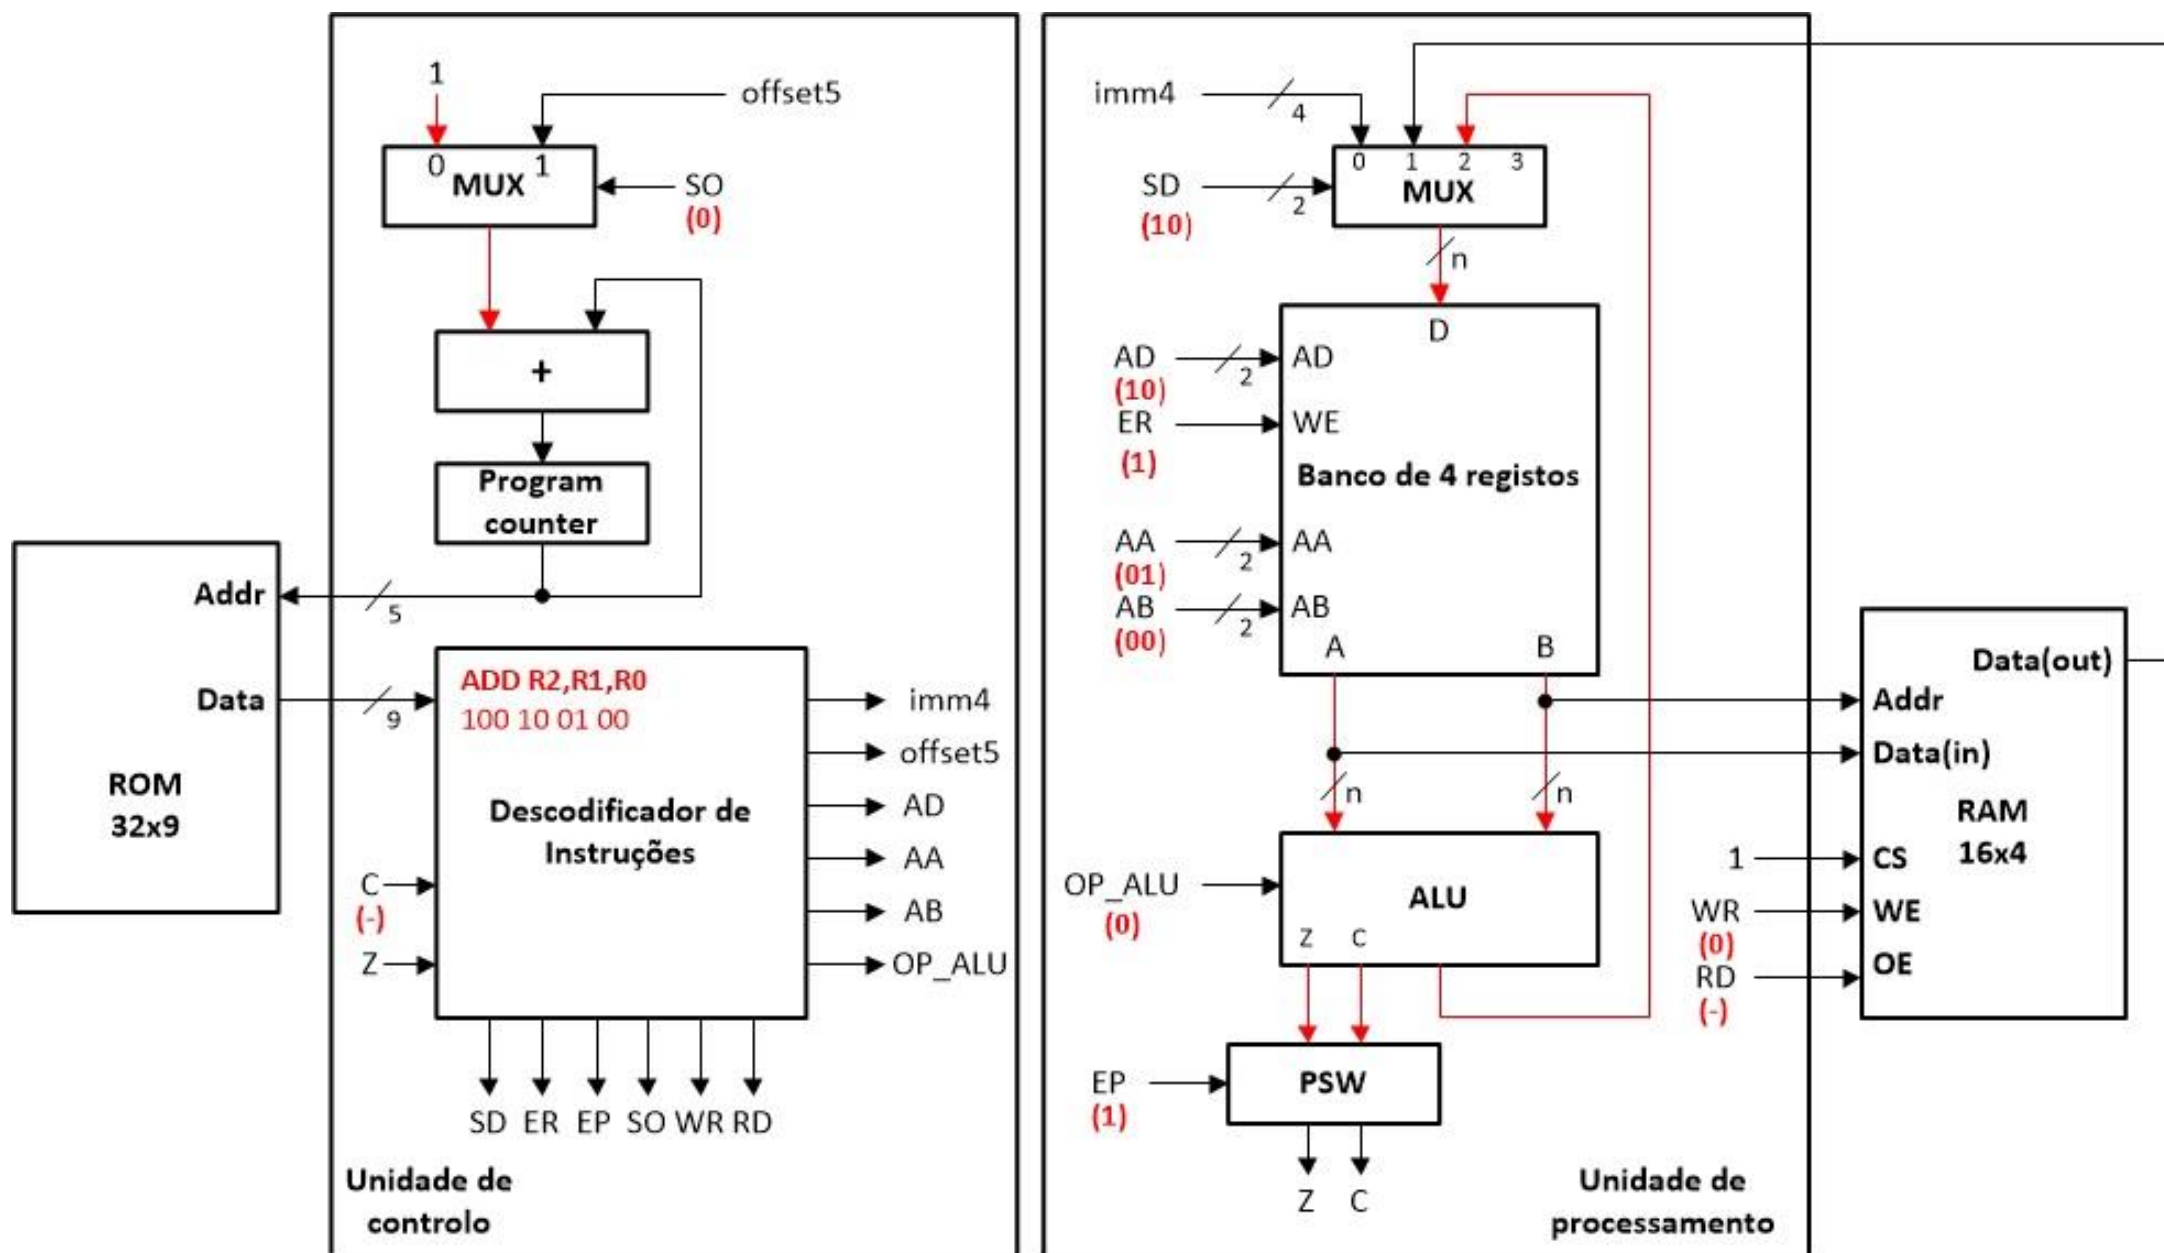 1
offset5
0 1
MUX
SO
(0)
+
Program
counter
Addr
5
Data
9
ROM
32x9
ADD R2,R1,R0
100 10 01 00
Descodificador de
Instruções
C
(-)
Z
imm4
offset5
AD
AA
AB
OP_ALU
SD ER EP SO WR RD
Unidade de
controlo
imm4
4
0 1 2 3
MUX
SD
2
(10)
n
D
AD
2
AD
(10)
ER
WE
(1)
Banco de 4 registos
AA
2
AA
(01)
AB
2
AB
(00)
A B
n n
OP_ALU
(0)
ALU
Z C
EP
(1)
PSW
Z C
Unidade de
processamento
Data(out)
Addr
Data(in)
RAM
16x4
1
CS
WR
WE
(0)
RD
OE
(-)